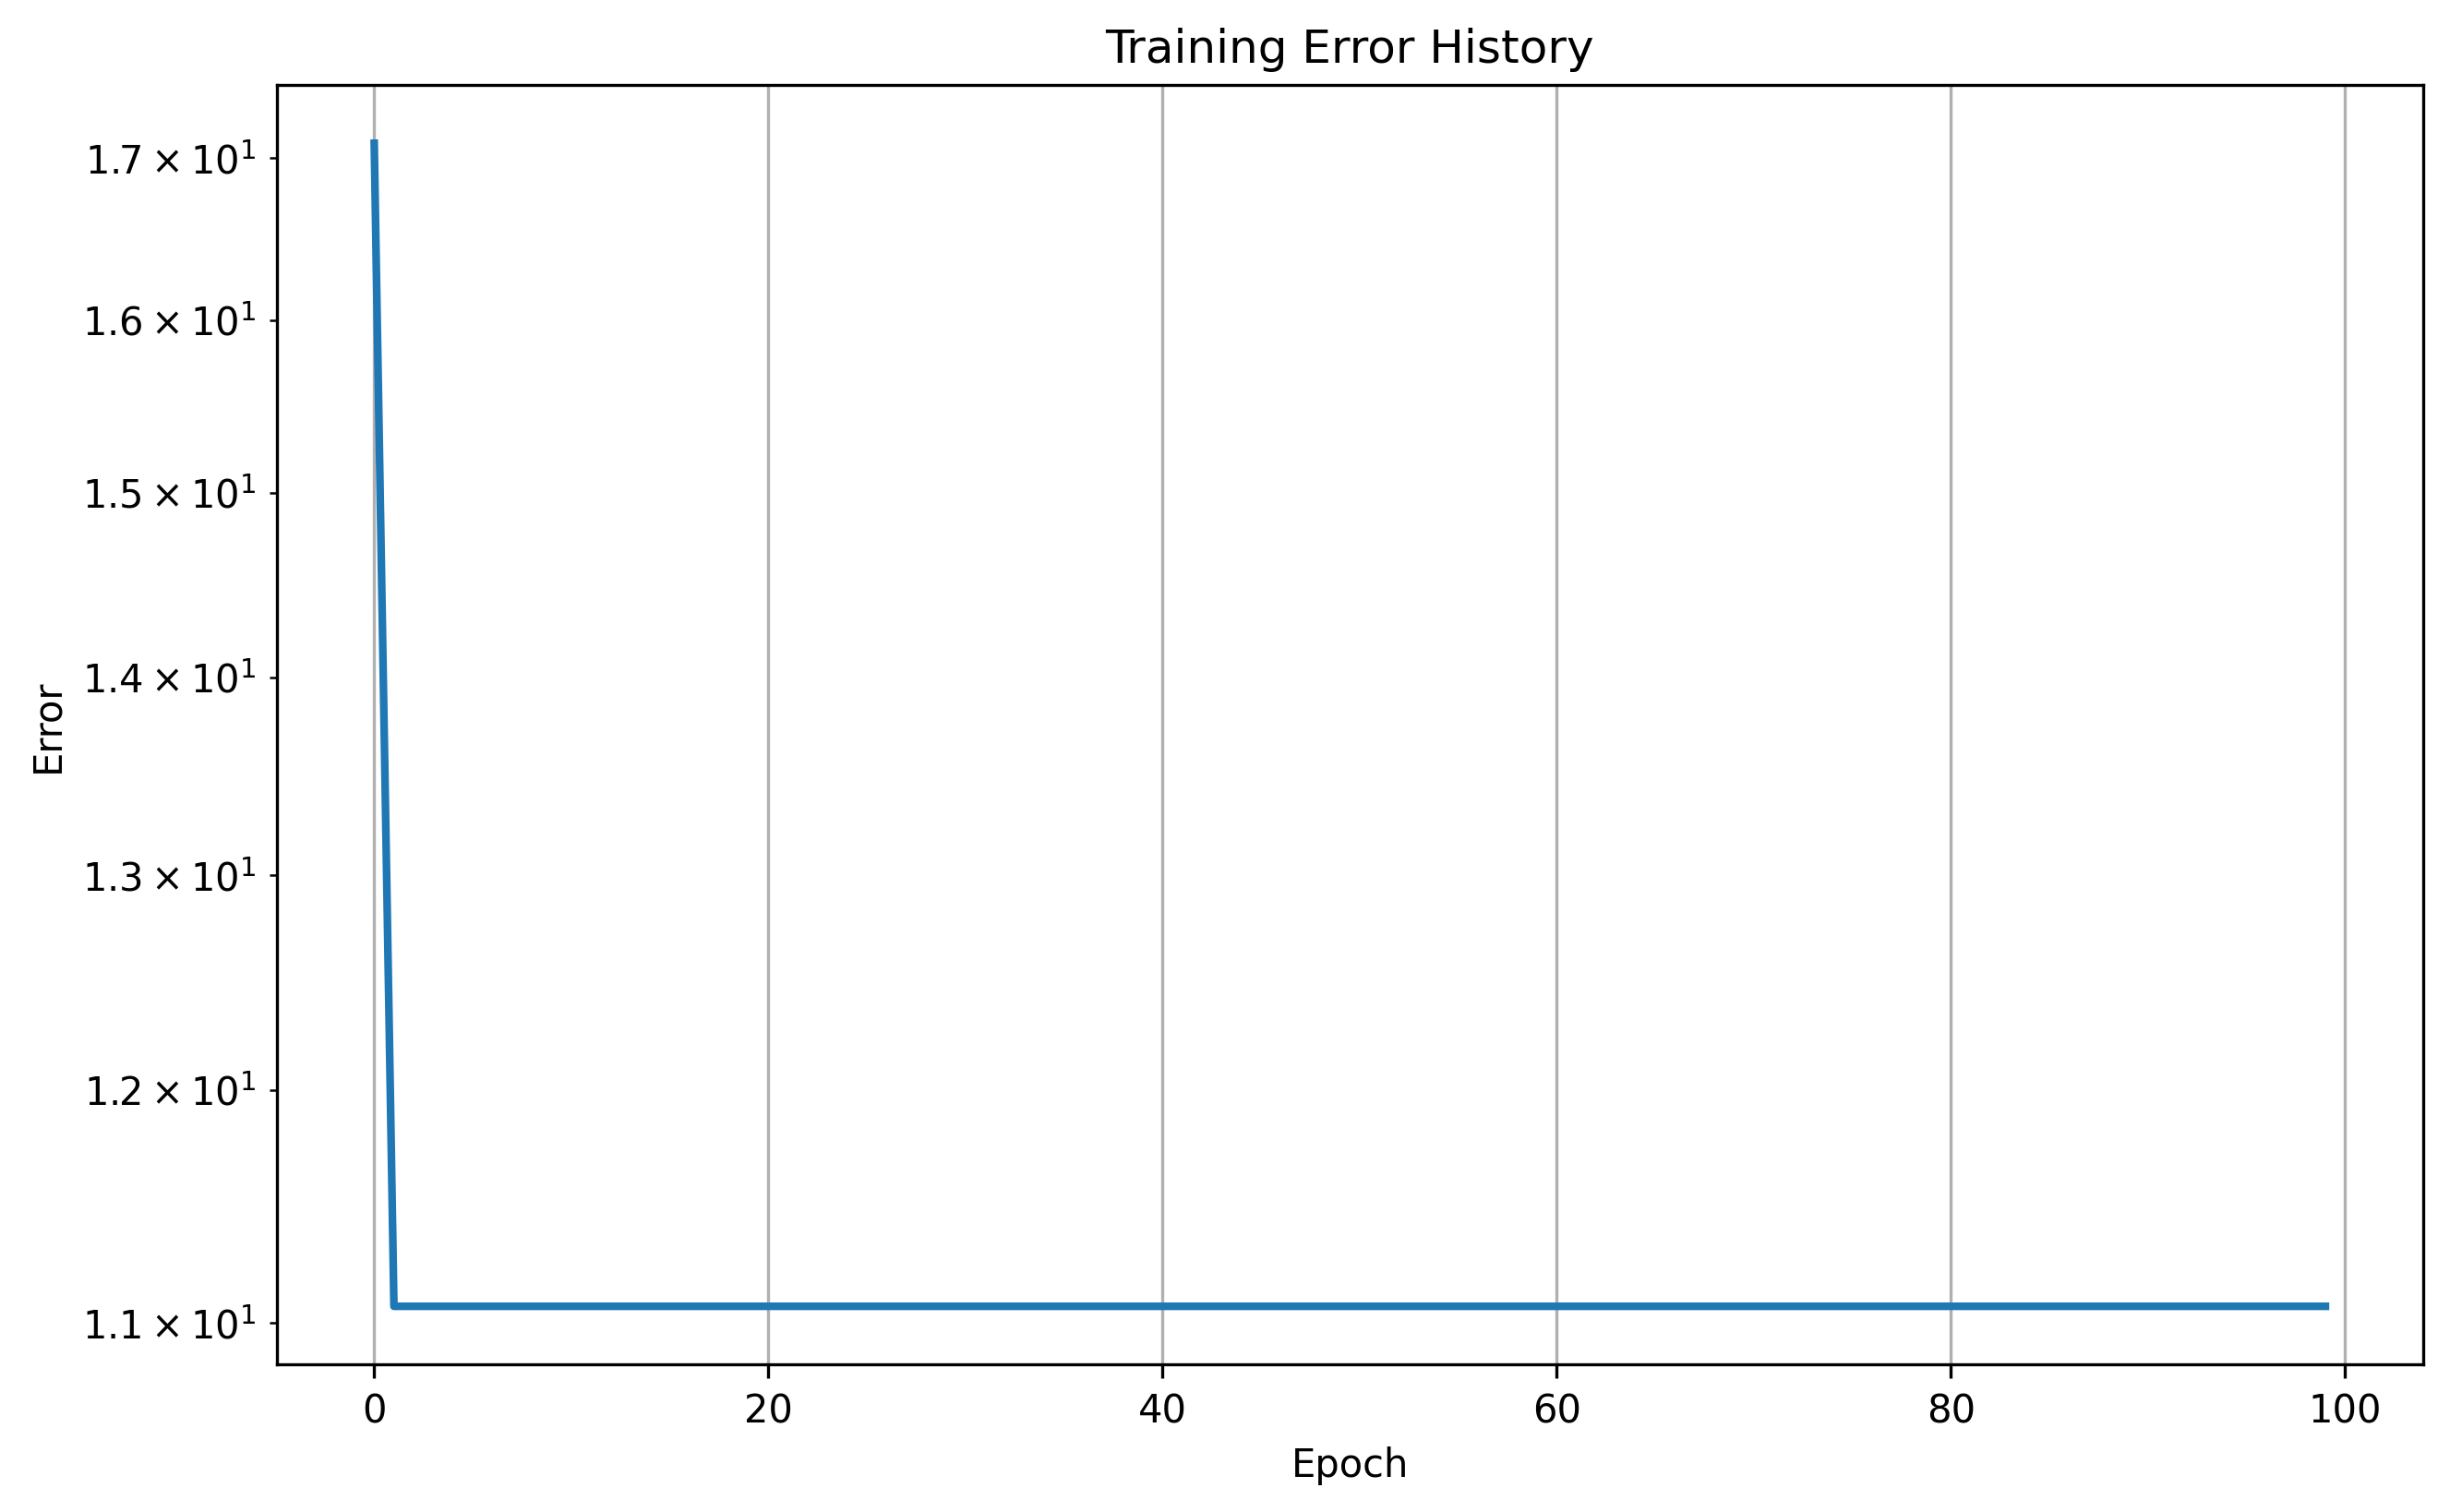 Training Error History
1.7 × 10¹
1.6 × 10¹
1.5 × 10¹
1.4 × 10¹
1.3 × 10¹
1.2 × 10¹
1.1 × 10¹
Error
0 20 40 60 80 100
Epoch